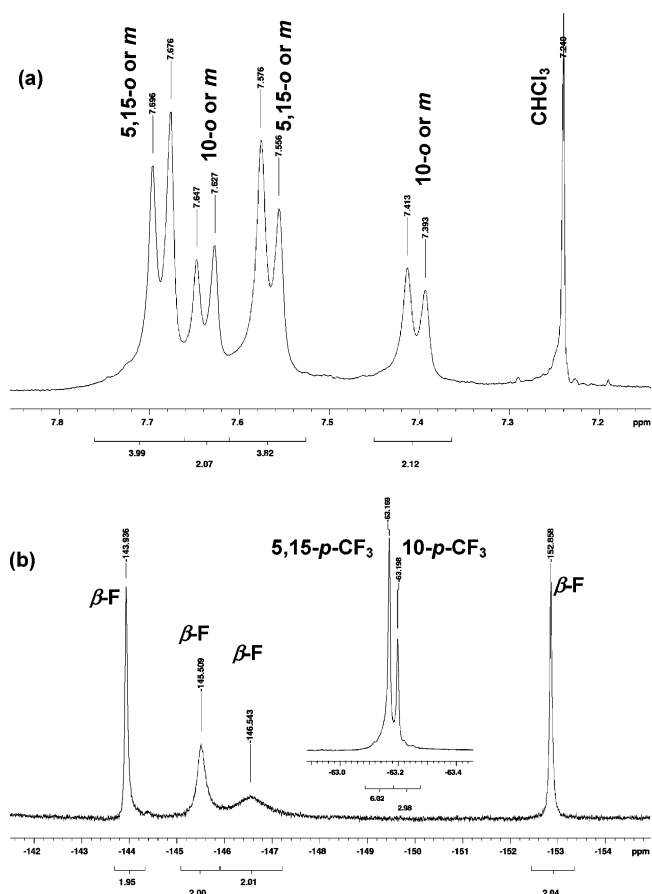 (a)
5,15-o or m
7.696
7.676
10-o or m
7.647
7.627
5,15-o or m
7.576
7.556
10-o or m
7.413
7.393
CHCl3
7.240
7.8 7.7 7.6 7.5 7.4 7.3 7.2 ppm
3.99 2.07 3.82 2.12
(b)
β-F
-143.936
β-F
-145.509
β-F
-146.543
5,15-p-CF3
-63.169
10-p-CF3
-63.198
β-F
-152.858
-63.0 -63.2 -63.4
6.02 2.98
-142 -143 -144 -145 -146 -147 -148 -149 -150 -151 -152 -153 -154 ppm
1.95 2.00 2.01 2.04